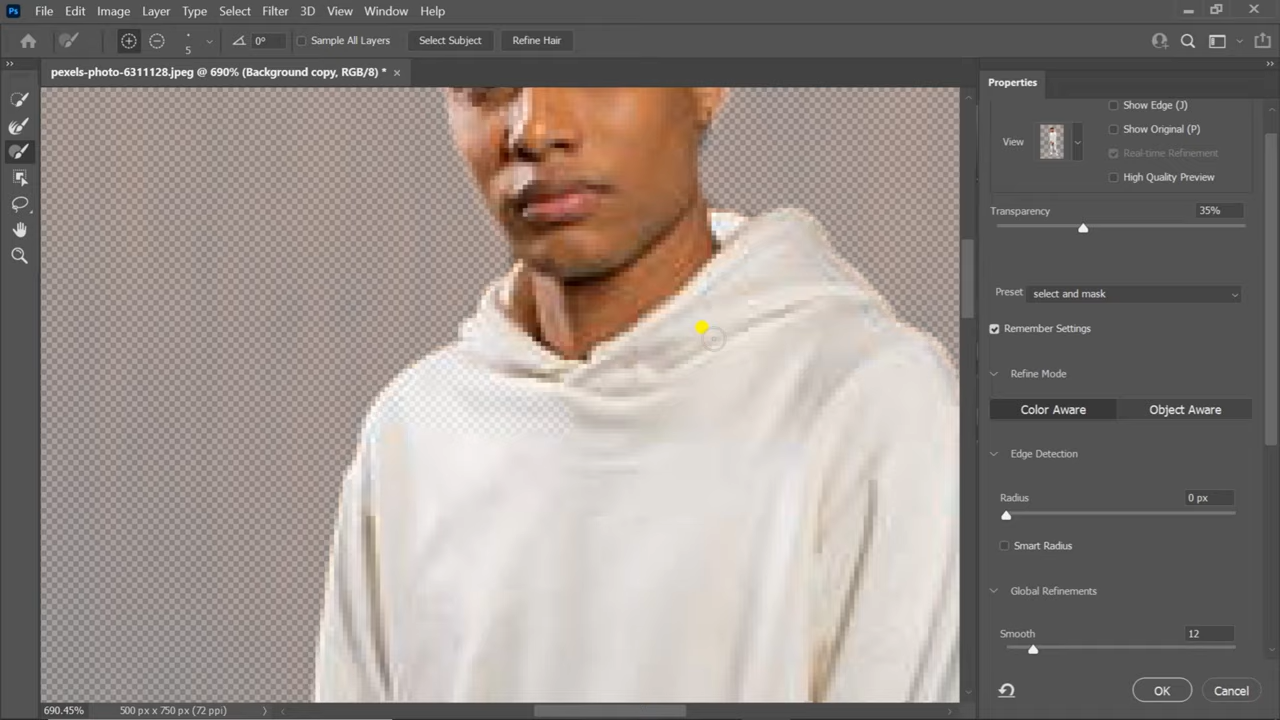 Ps File Edit Image Layer Type Select Filter 3D View Window Help
5 0° Sample All Layers Select Subject Refine Hair
pexels-photo-6311128.jpeg @ 690% (Background copy, RGB/8) *
Properties
Show Edge (J)
Show Original (P)
View
Real-time Refinement
High Quality Preview
Transparency 35%
Preset select and mask
Remember Settings
Refine Mode
Color Aware Object Aware
Edge Detection
Radius 0 px
Smart Radius
Global Refinements
Smooth 12
OK Cancel
690.45% 500 px x 750 px (72 ppi)